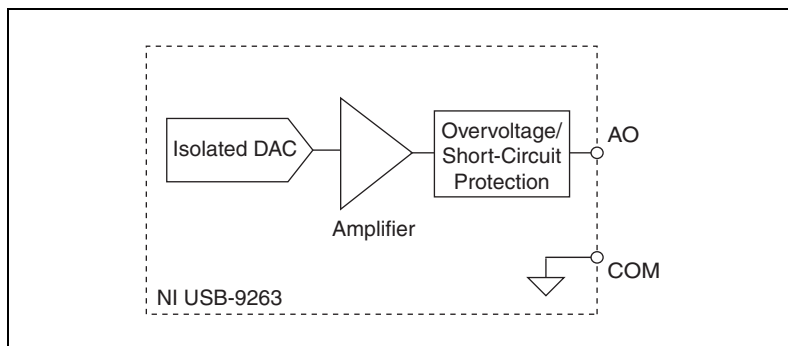 Isolated DAC
Amplifier
Overvoltage/
Short-Circuit
Protection
AO
COM
NI USB-9263